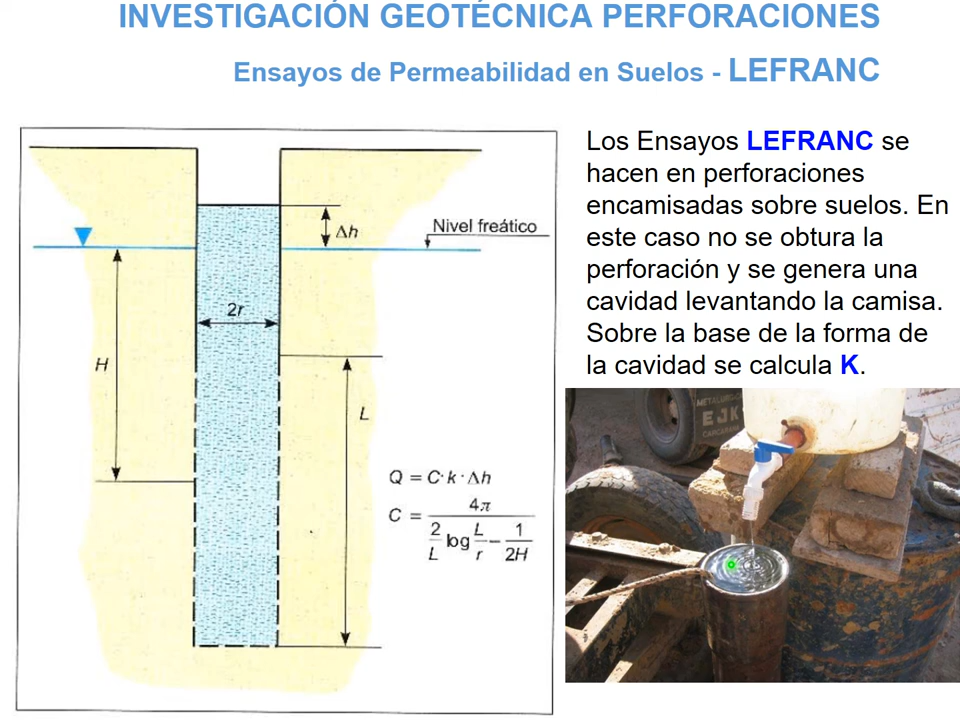 INVESTIGACIÓN GEOTÉCNICA PERFORACIONES
Ensayos de Permeabilidad en Suelos - LEFRANC
Los Ensayos LEFRANC se
hacen en perforaciones
encamisadas sobre suelos. En
este caso no se obtura la
perforación y se genera una
cavidad levantando la camisa.
Sobre la base de la forma de
la cavidad se calcula K.
Δh
Nivel freático
2r
H
L
Q = C·k·Δh
C = 4π / (2/L log L/r − 1/2H)
EJK